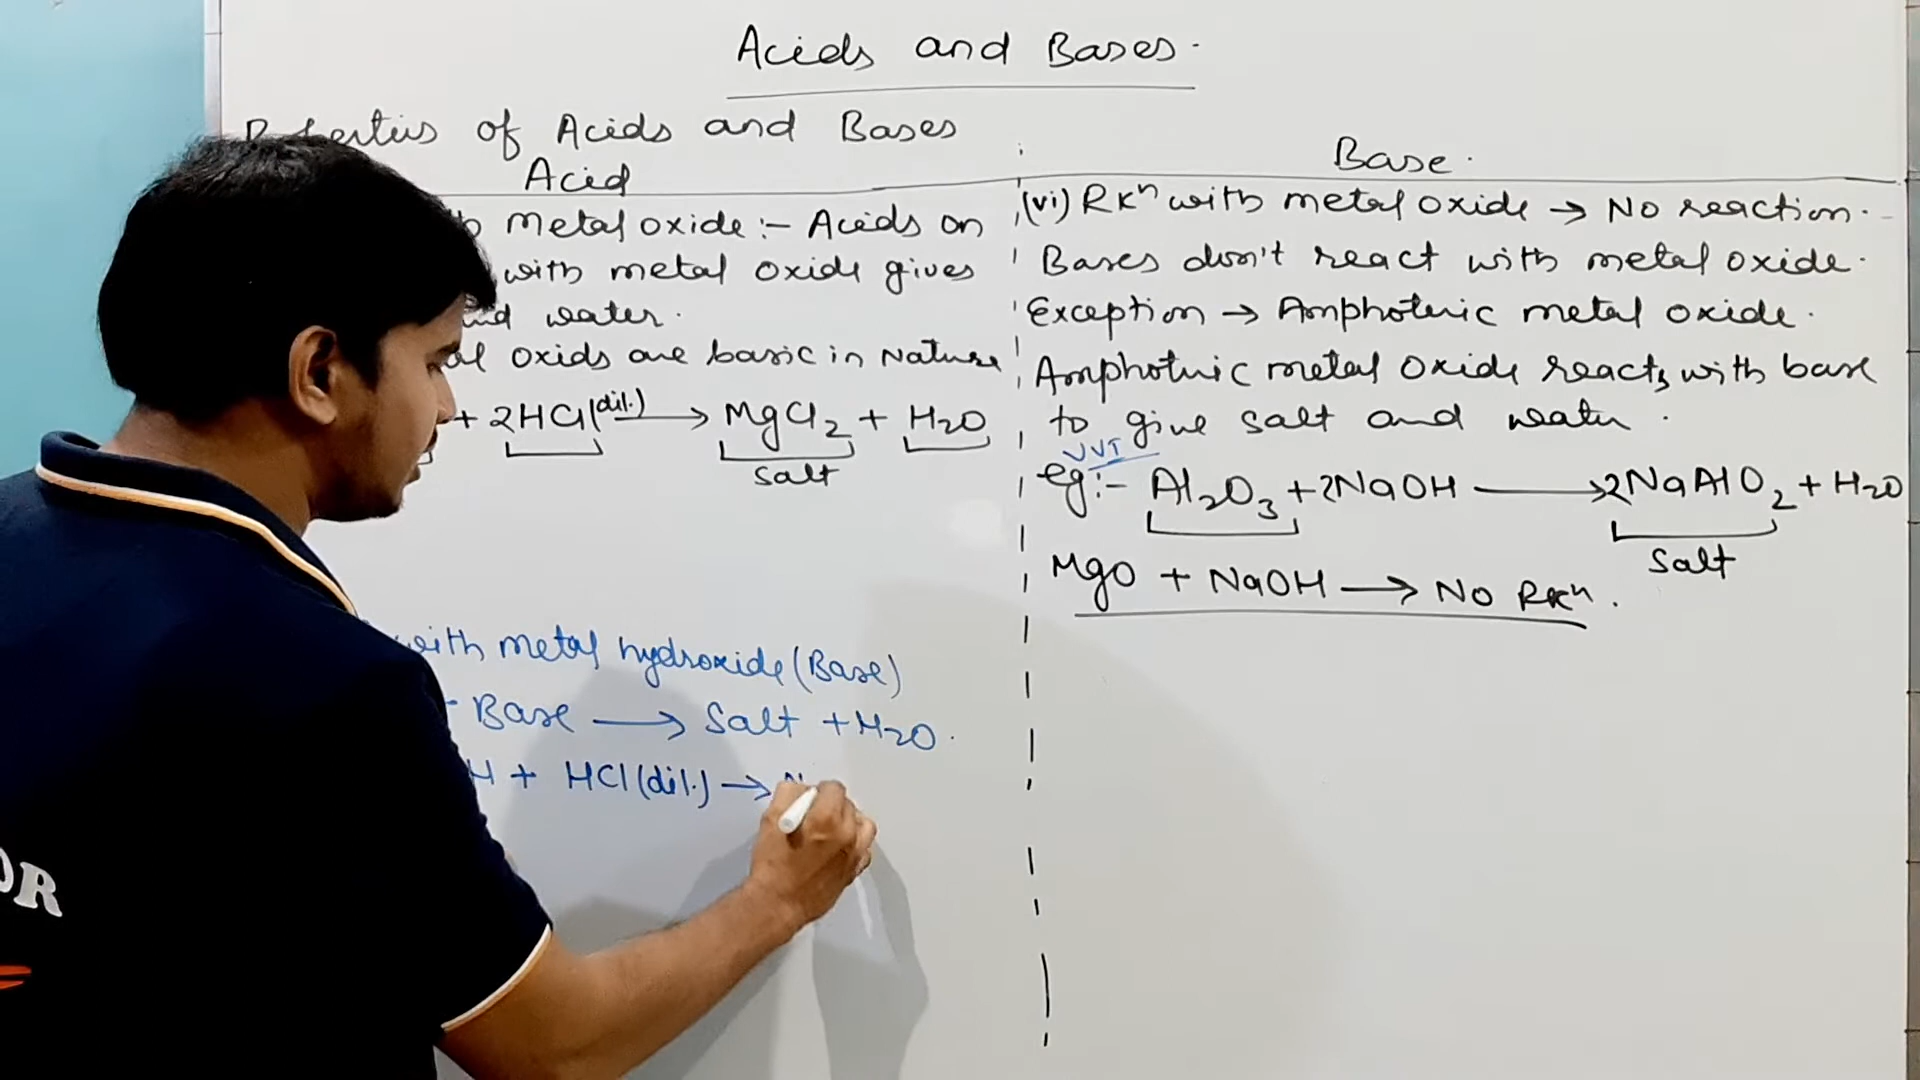 Acids and Bases.
Properties of Acids and Bases
Acid
Metal oxide :- Acids on
with metal oxide gives
and water.
oxids are basic in Nature
+ 2HCl (dil.) → MgCl2 + H2O
Salt
with metal hydroxide (Base)
Base → Salt + H2O.
H + HCl (dil.) → N
Base.
(vi) Rxn with metal oxide → No reaction.
Bases don't react with metal oxide.
Exception → Amphoteric metal oxide.
Amphoteric metal oxide reacts with base
to give salt and water.
VVI
eg:- Al2O3 + 2NaOH → 2NaAlO2 + H2O
Salt
MgO + NaOH → No Rxn.
OR